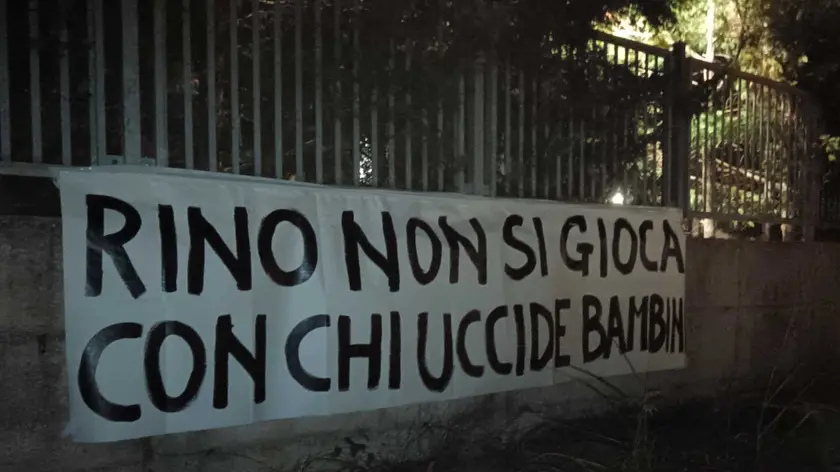 RINO NON SI GIOCA
CON CHI UCCIDE BAMBIN